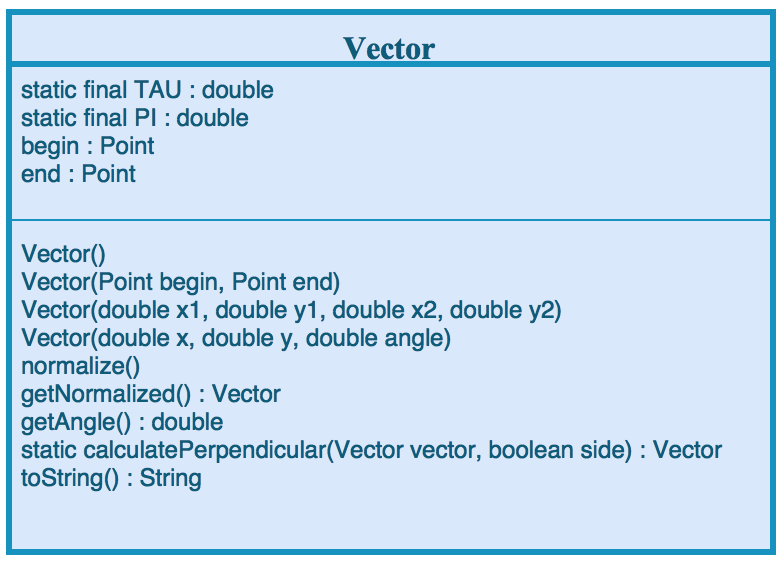 Vector
static final TAU : double
static final PI : double
begin : Point
end : Point
Vector()
Vector(Point begin, Point end)
Vector(double x1, double y1, double x2, double y2)
Vector(double x, double y, double angle)
normalize()
getNormalized() : Vector
getAngle() : double
static calculatePerpendicular(Vector vector, boolean side) : Vector
toString() : String